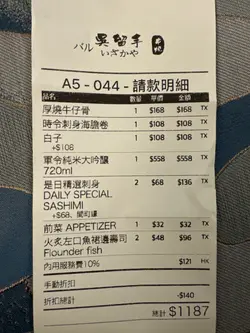 バル 吳留手 串燒
いざかや
A5 - 044 - 請款明細
品名 數量 單價 金額
厚燒牛仔骨 1 $168 $168 TX
時令刺身海膽卷 1 $108 $108 TX
白子 1 $108 $108 TX
+$108
軍令純米大吟釀 1 $558 $558 TX
720ml
是日精選刺身 2 $68 $136 TX
DAILY SPECIAL
SASHIMI
+$68、
前菜 APPETIZER 1 $32 $32 TX
火炙左口魚裙邊壽司 2 $48 $96 TX
Flounder fish
內用服務費10% $121 HK
手動折扣
折扣總計 -$140
總計 $1187